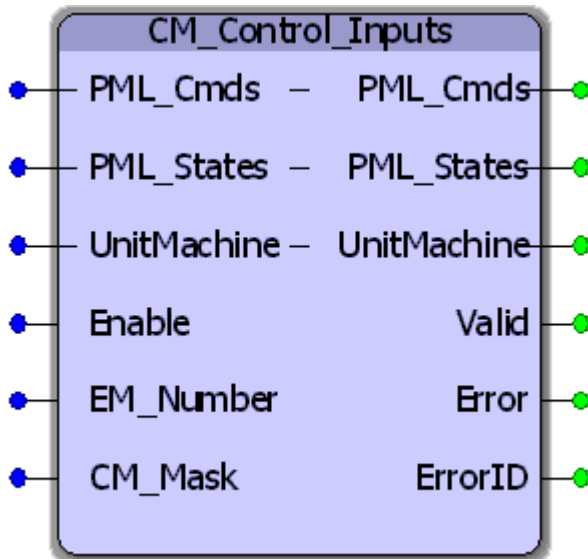 CM_Control_Inputs
PML_Cmds – PML_Cmds
PML_States – PML_States
UnitMachine – UnitMachine
Enable Valid
EM_Number Error
CM_Mask ErrorID